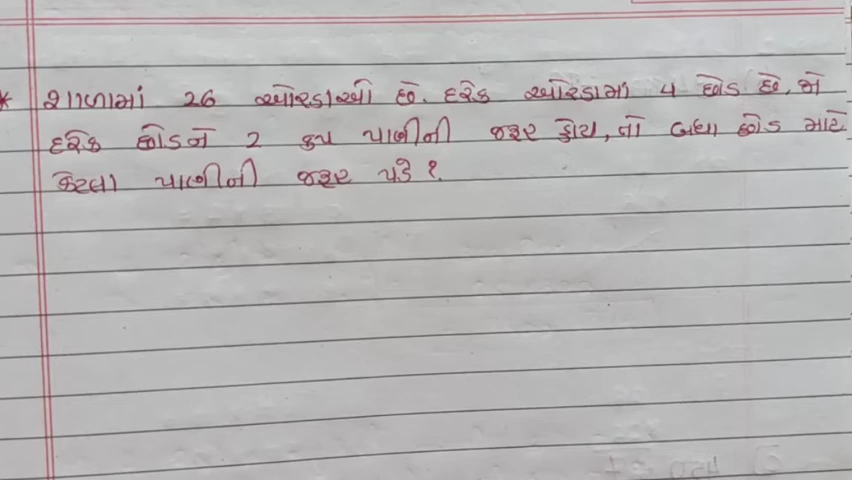 * શાળામાં 26 ઓરડાઓ છે. દરેક ઓરડામાં 4 છોડ છે, જો
દરેક છોડને 2 કપ પાણીની જરૂર હોય, તો બધા છોડ માટે
કેટલા પાણીની જરૂર પડે ?